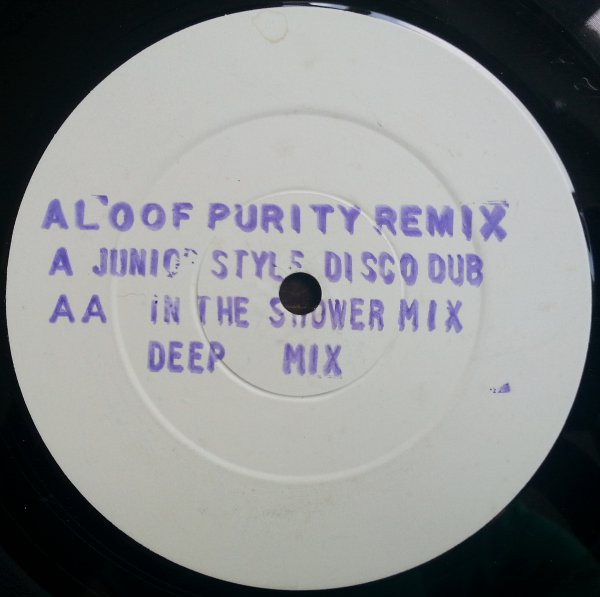 ALOOF PURITY REMIX
A JUNIOR STYLE DISCO DUB
AA IN THE SHOWER MIX
DEEP MIX